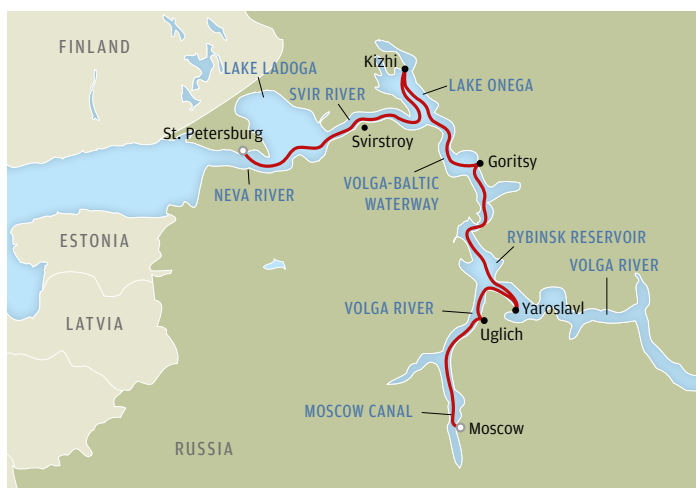 FINLAND
LAKE LADOGA
Kizhi
LAKE ONEGA
SVIR RIVER
St. Petersburg
Svirstroy
Goritsy
NEVA RIVER
VOLGA-BALTIC
WATERWAY
ESTONIA
RYBINSK RESERVOIR
VOLGA RIVER
LATVIA
VOLGA RIVER
Yaroslavl
Uglich
MOSCOW CANAL
Moscow
RUSSIA